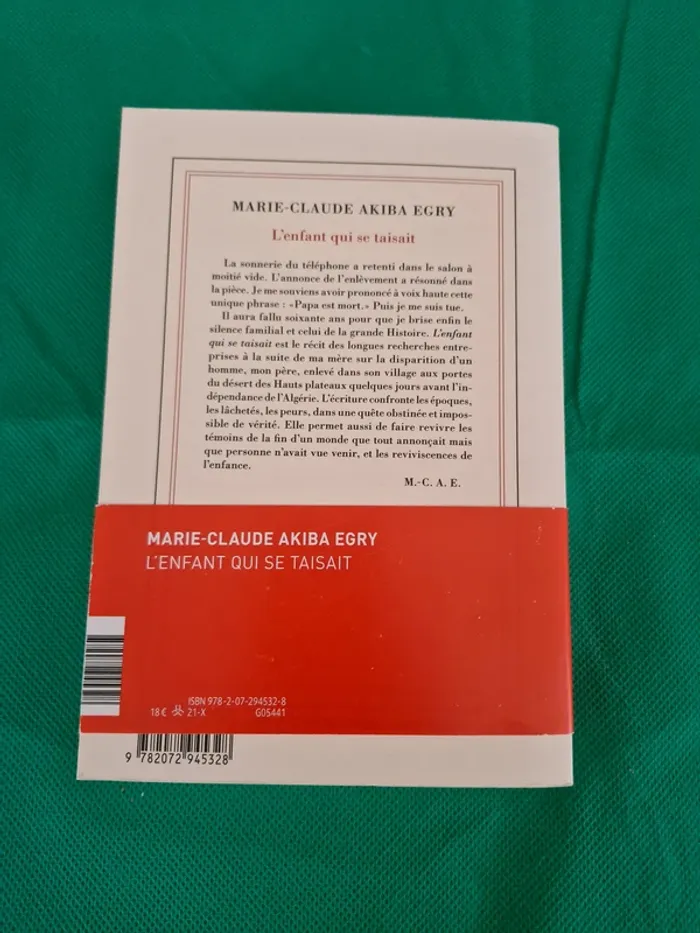 MARIE-CLAUDE AKIBA EGRY
L'enfant qui se taisait
La sonnerie du téléphone a retenti dans le salon à
moitié vide. L'annonce de l'enlèvement a résonné dans
la pièce. Je me souviens avoir prononcé à voix haute cette
unique phrase : «Papa est mort.» Puis je me suis tue.
Il aura fallu soixante ans pour que je brise enfin le
silence familial et celui de la grande Histoire. L'enfant
qui se taisait est le récit des longues recherches entre-
prises à la suite de ma mère sur la disparition d'un
homme, mon père, enlevé dans son village aux portes
du désert des Hauts plateaux quelques jours avant l'in-
dépendance de l'Algérie. L'écriture confronte les époques,
les lâchetés, les peurs, dans une quête obstinée et impos-
sible de vérité. Elle permet aussi de faire revivre les
témoins de la fin d'un monde que tout annonçait mais
que personne n'avait vue venir, et les reviviscences de
l'enfance.
M.-C. A. E.
MARIE-CLAUDE AKIBA EGRY
L'ENFANT QUI SE TAISAIT
ISBN 978-2-07-294532-8
18 € 21-X G05441
9 782072 945328